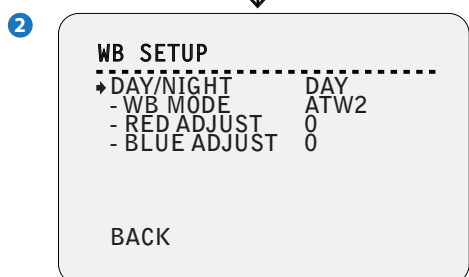 2
WB SETUP
DAY/NIGHT DAY
- WB MODE ATW2
- RED ADJUST 0
- BLUE ADJUST 0
BACK